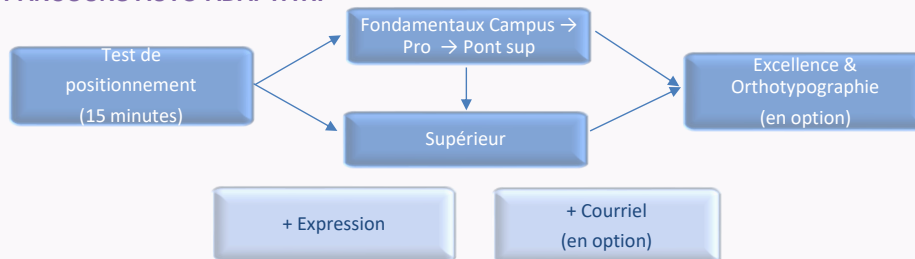 Fondamentaux Campus →
Pro → Pont sup
Test de
positionnement
(15 minutes)
Excellence &
Orthotypographie
(en option)
Supérieur
+ Expression
+ Courriel
(en option)